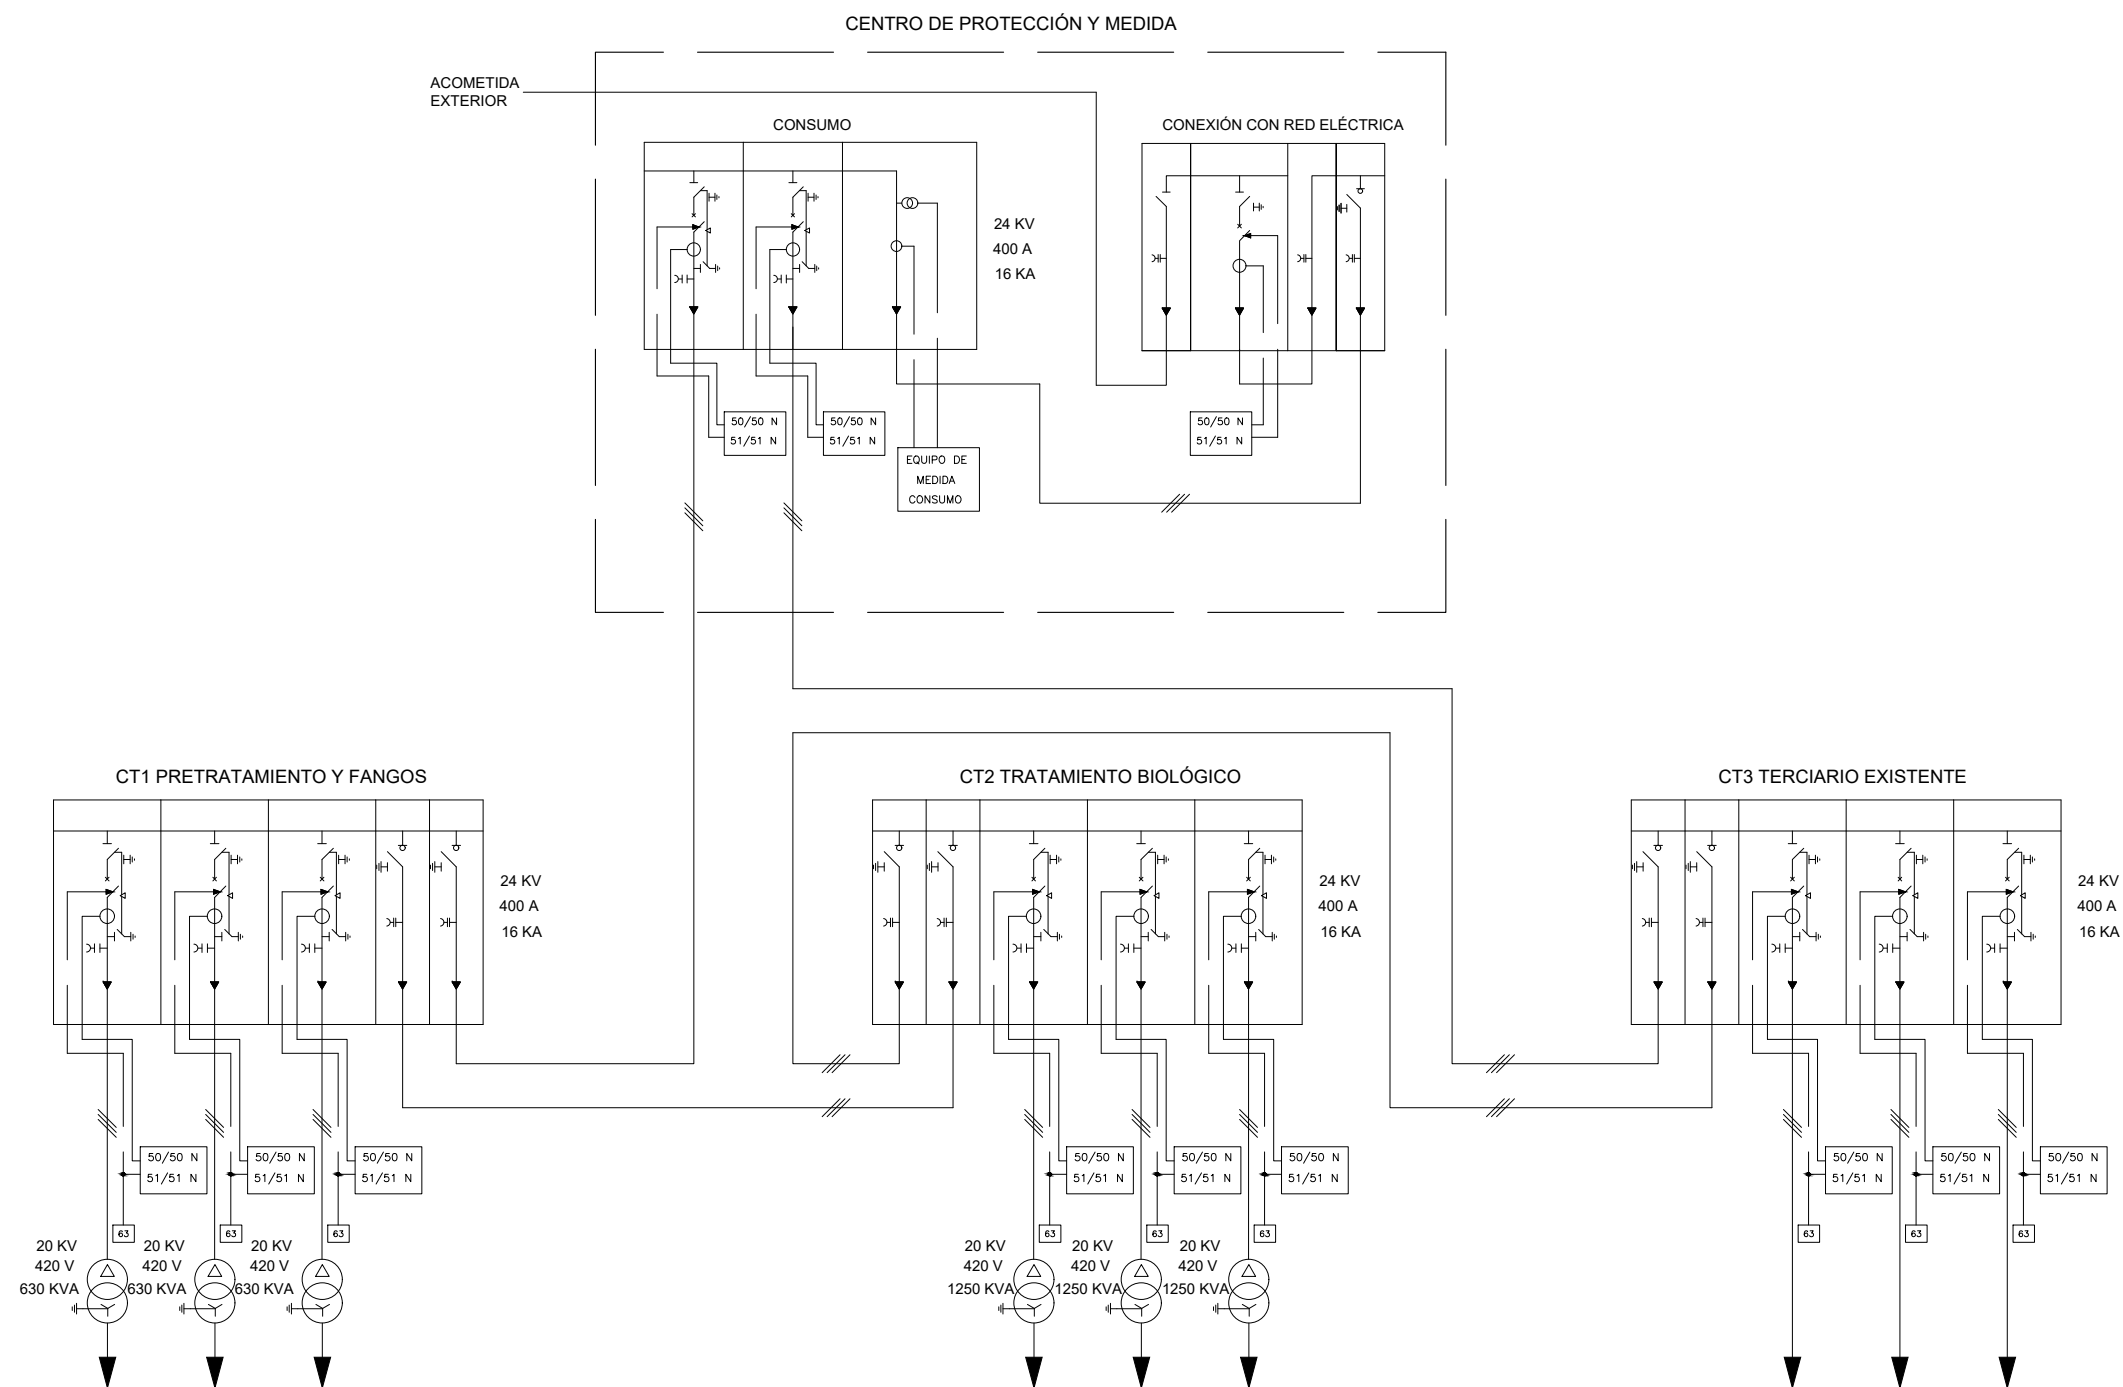 CENTRO DE PROTECCIÓN Y MEDIDA
ACOMETIDA
EXTERIOR
CONSUMO
CONEXIÓN CON RED ELÉCTRICA
24 KV
400 A
16 KA
50/50 N
51/51 N
50/50 N
51/51 N
EQUIPO DE
MEDIDA
CONSUMO
50/50 N
51/51 N
CT1 PRETRATAMIENTO Y FANGOS
24 KV
400 A
16 KA
50/50 N
51/51 N
50/50 N
51/51 N
50/50 N
51/51 N
63
63
63
20 KV
420 V
630 KVA
20 KV
420 V
630 KVA
20 KV
420 V
630 KVA
CT2 TRATAMIENTO BIOLÓGICO
24 KV
400 A
16 KA
50/50 N
51/51 N
50/50 N
51/51 N
50/50 N
51/51 N
63
63
63
20 KV
420 V
1250 KVA
20 KV
420 V
1250 KVA
20 KV
420 V
1250 KVA
CT3 TERCIARIO EXISTENTE
24 KV
400 A
16 KA
50/50 N
51/51 N
50/50 N
51/51 N
50/50 N
51/51 N
63
63
63